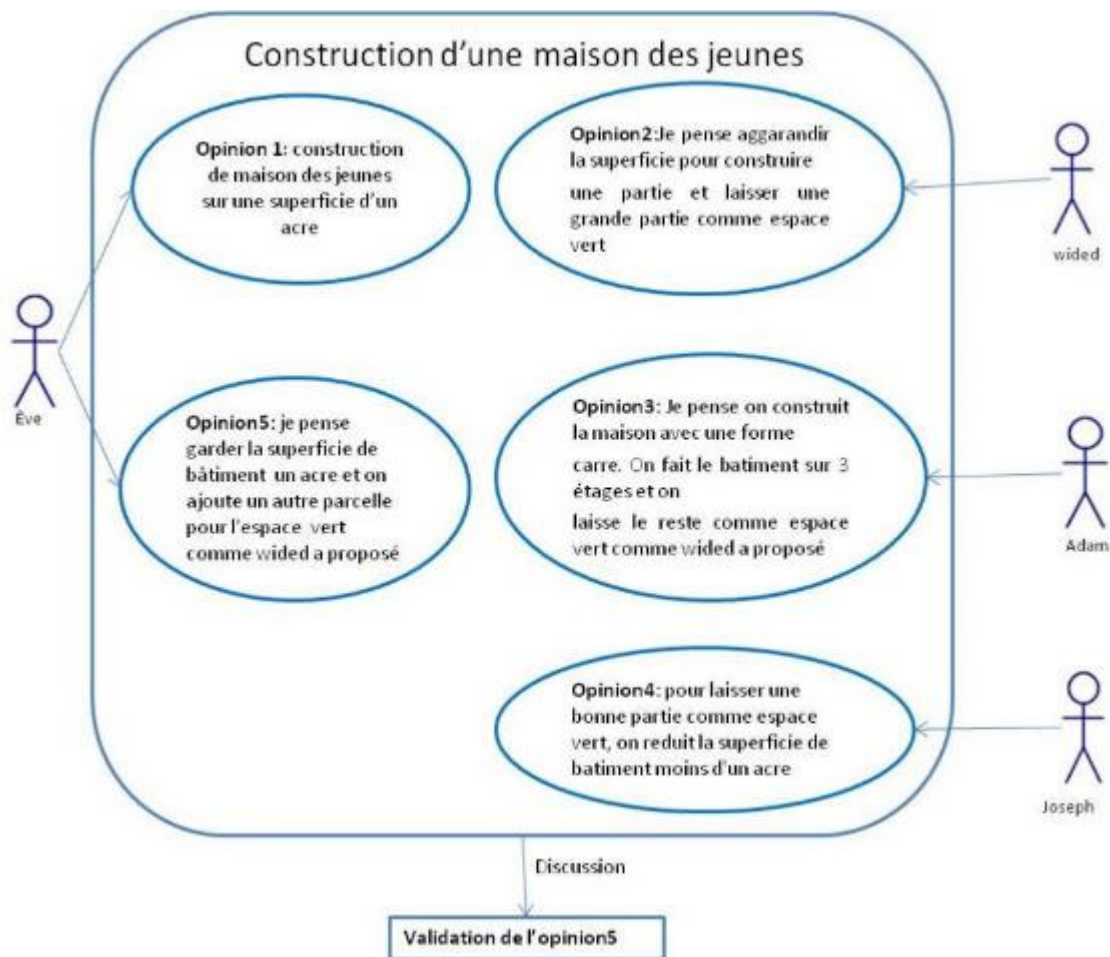 Construction d'une maison des jeunes
Opinion 1: construction
de maison des jeunes
sur une superficie d'un
acre
Opinion2:Je pense aggarandir
la superficie pour construire
une partie et laisser une
grande partie comme espace
vert
wided
Ève
Opinion5: je pense
garder la superficie de
bâtiment un acre et on
ajoute un autre parcelle
pour l'espace vert
comme wided a proposé
Opinion3: Je pense on construit
la maison avec une forme
carre. On fait le batiment sur 3
étages et on
laisse le reste comme espace
vert comme wided a proposé
Adam
Opinion4: pour laisser une
bonne partie comme espace
vert, on reduit la superficie de
batiment moins d'un acre
Joseph
Discussion
Validation de l'opinion5